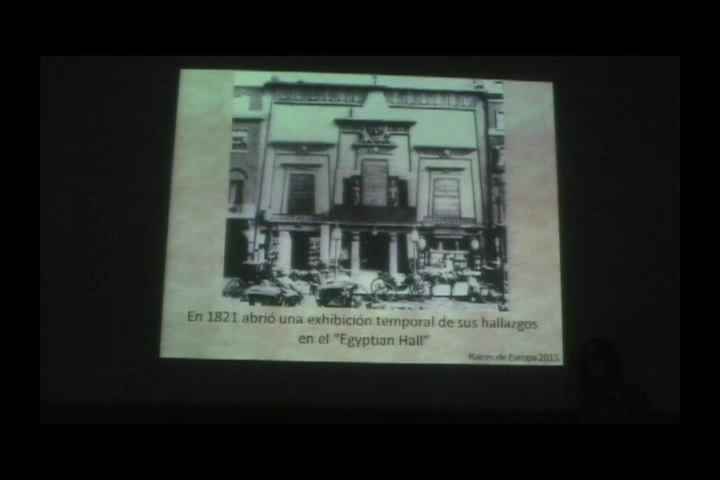 En 1821 abrió una exhibición temporal de sus hallazgos
en el “Egyptian Hall”
Raíces de Europa 2015